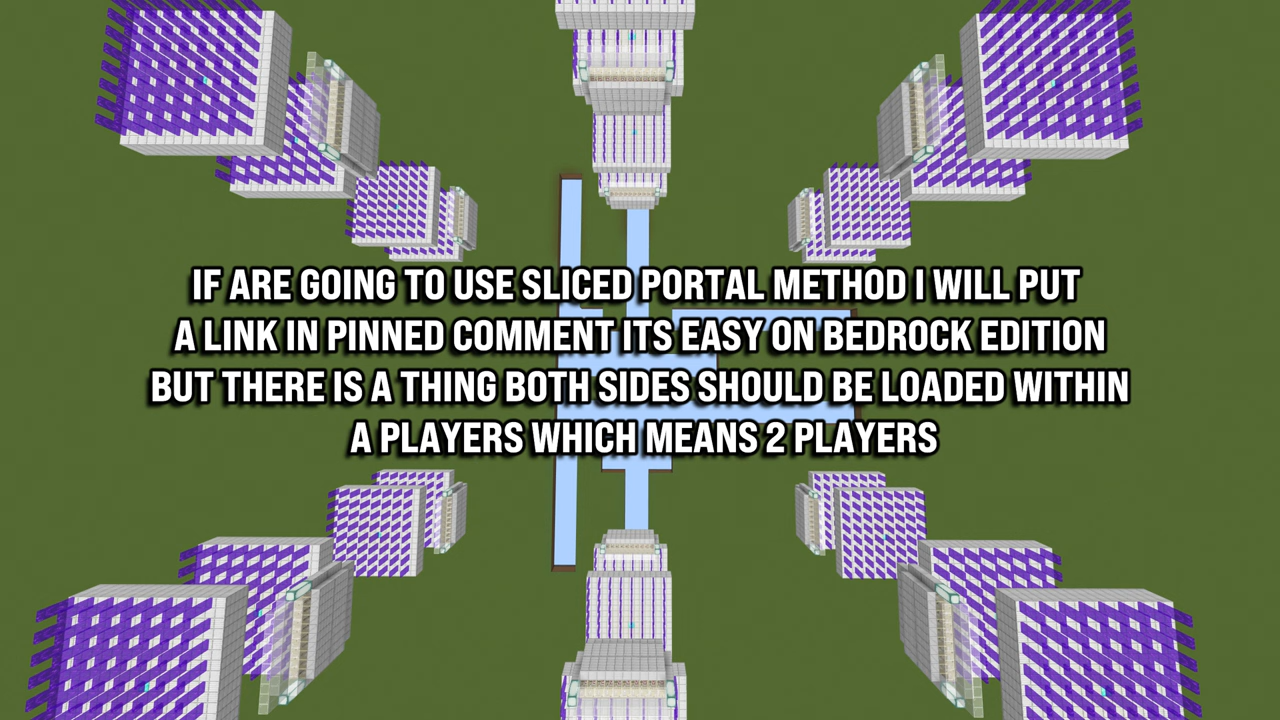 IF ARE GOING TO USE SLICED PORTAL METHOD I WILL PUT
A LINK IN PINNED COMMENT ITS EASY ON BEDROCK EDITION
BUT THERE IS A THING BOTH SIDES SHOULD BE LOADED WITHIN
A PLAYERS WHICH MEANS 2 PLAYERS